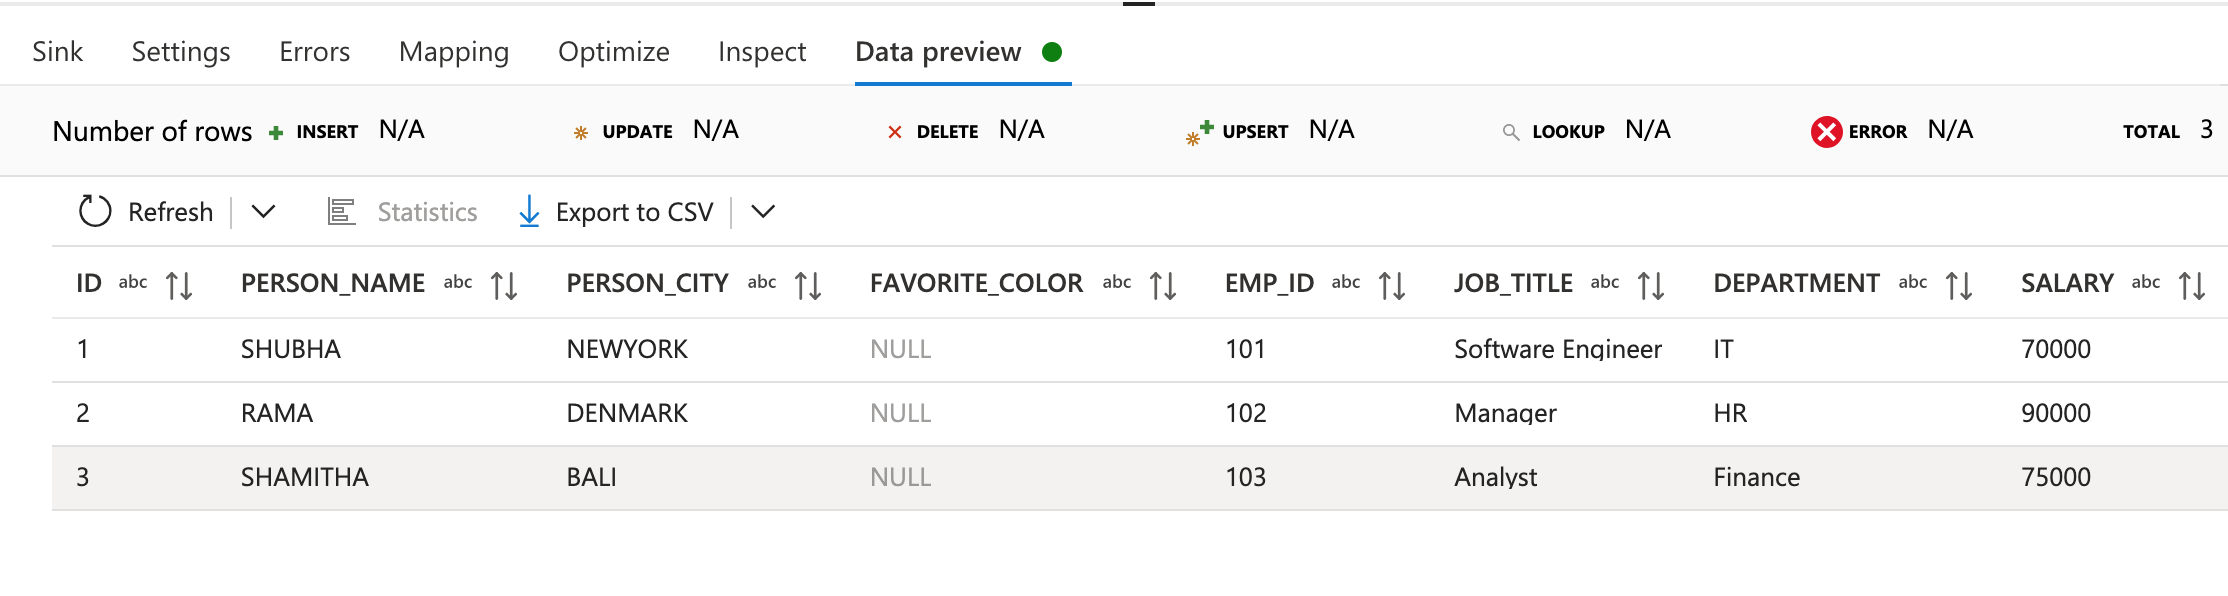 Sink Settings Errors Mapping Optimize Inspect Data preview
Number of rows INSERT N/A UPDATE N/A DELETE N/A UPSERT N/A LOOKUP N/A ERROR N/A TOTAL 3
Refresh Statistics Export to CSV
ID abc PERSON_NAME abc PERSON_CITY abc FAVORITE_COLOR abc EMP_ID abc JOB_TITLE abc DEPARTMENT abc SALARY abc
1 SHUBHA NEWYORK NULL 101 Software Engineer IT 70000
2 RAMA DENMARK NULL 102 Manager HR 90000
3 SHAMITHA BALI NULL 103 Analyst Finance 75000